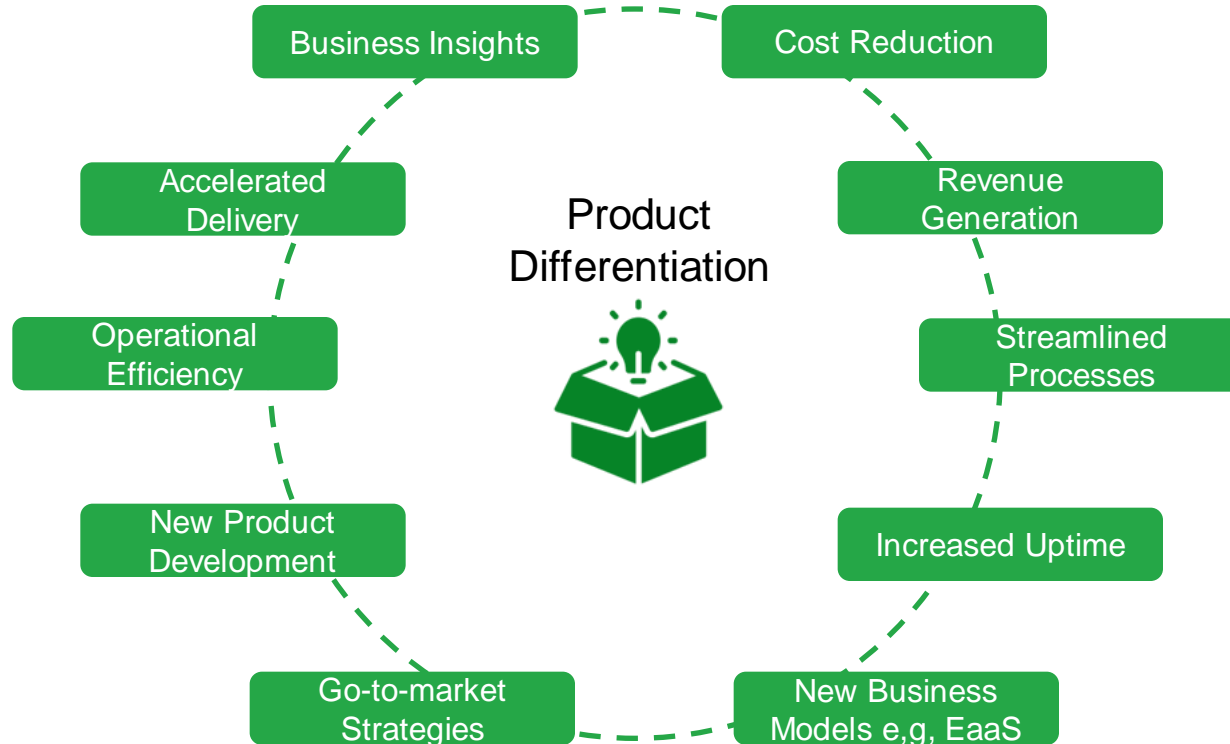 Business Insights
Cost Reduction
Accelerated
Delivery
Revenue
Generation
Product
Differentiation
Operational
Efficiency
Streamlined
Processes
New Product
Development
Increased Uptime
Go-to-market
Strategies
New Business
Models e,g, EaaS